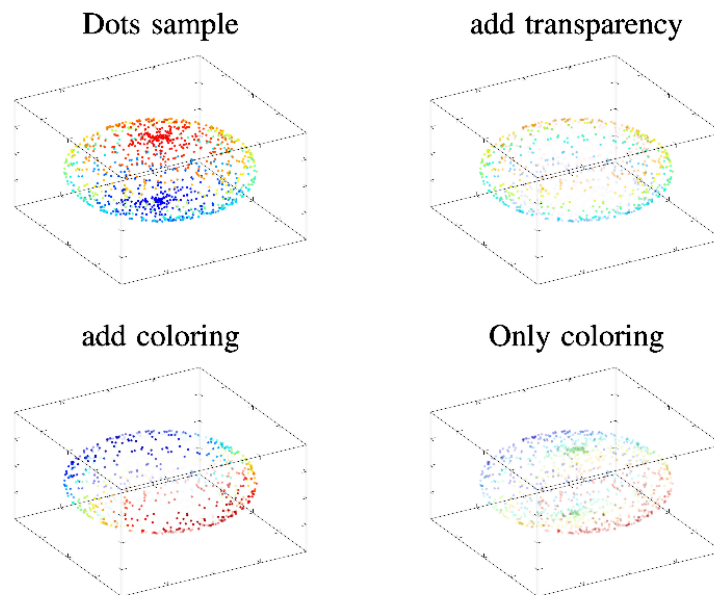 Dots sample
add transparency
add coloring
Only coloring